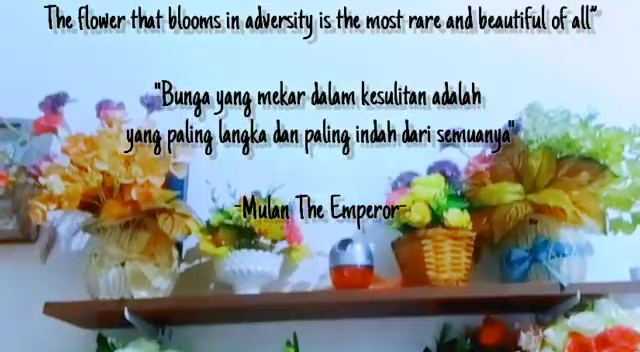 The flower that blooms in adversity is the most rare and beautiful of all"
"Bunga yang mekar dalam kesulitan adalah
yang paling langka dan paling indah dari semuanya"
-Mulan The Emperor-